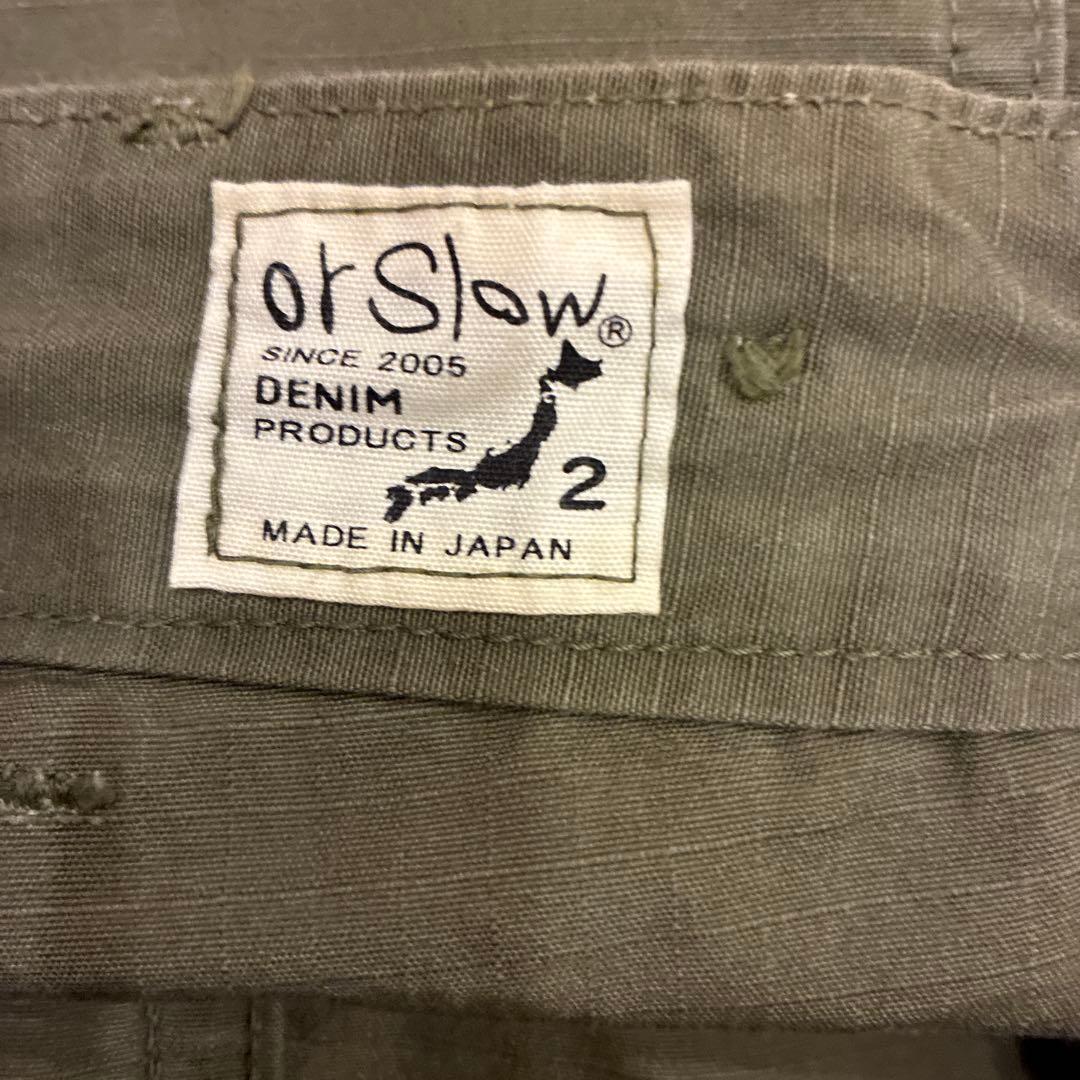 orSlow®
SINCE 2005
DENIM
PRODUCTS
2
MADE IN JAPAN